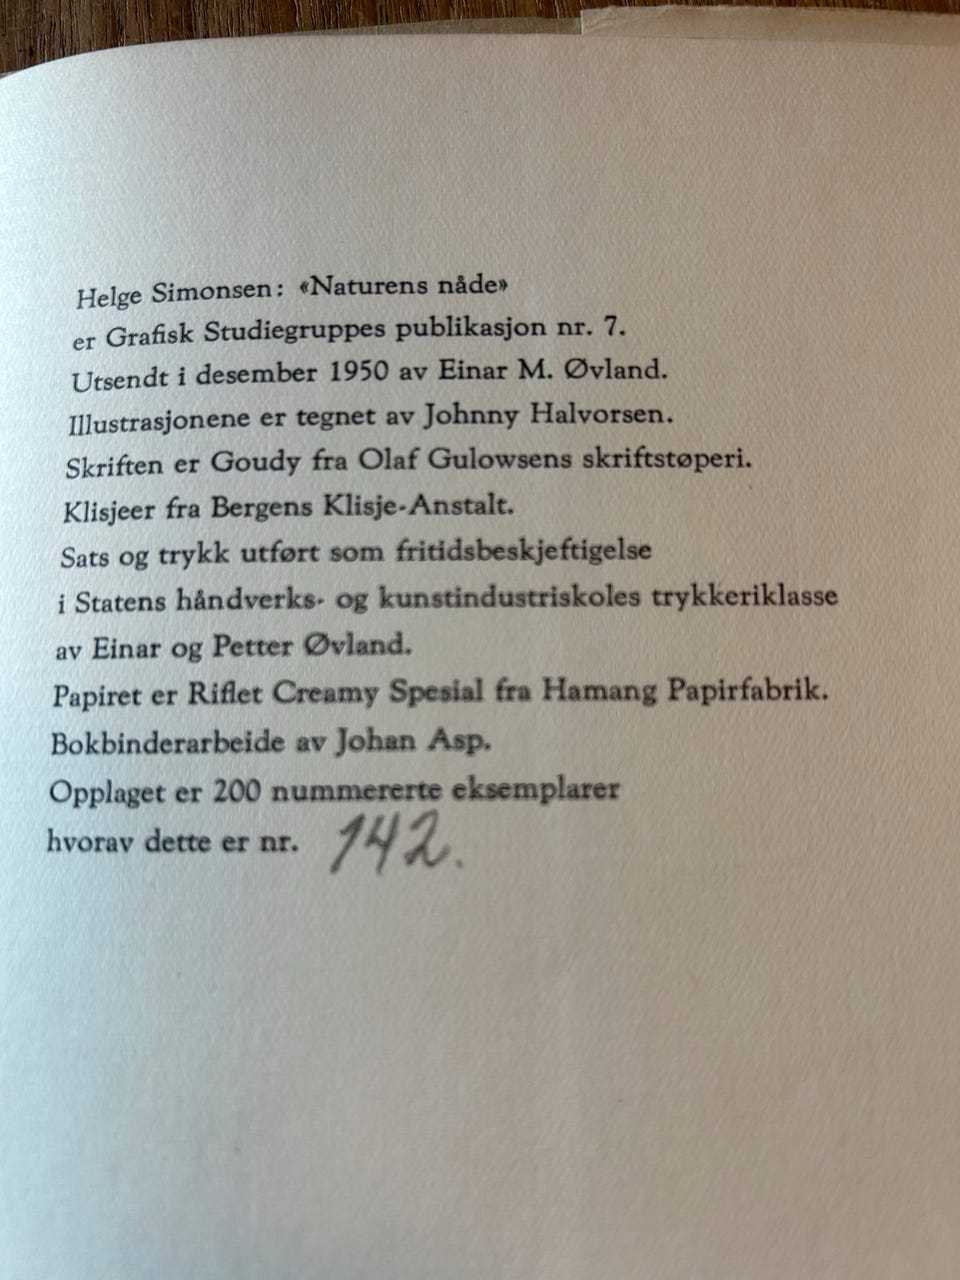 Helge Simonsen: «Naturens nåde»
er Grafisk Studiegruppes publikasjon nr. 7.
Utsendt i desember 1950 av Einar M. Øvland.
Illustrasjonene er tegnet av Johnny Halvorsen.
Skriften er Goudy fra Olaf Gulowsens skriftstøperi.
Klisjeer fra Bergens Klisje-Anstalt.
Sats og trykk utført som fritidsbeskjeftigelse
i Statens håndverks- og kunstindustriskoles trykkeriklasse
av Einar og Petter Øvland.
Papiret er Riflet Creamy Spesial fra Hamang Papirfabrik.
Bokbinderarbeide av Johan Asp.
Opplaget er 200 nummererte eksemplarer
hvorav dette er nr. 142.